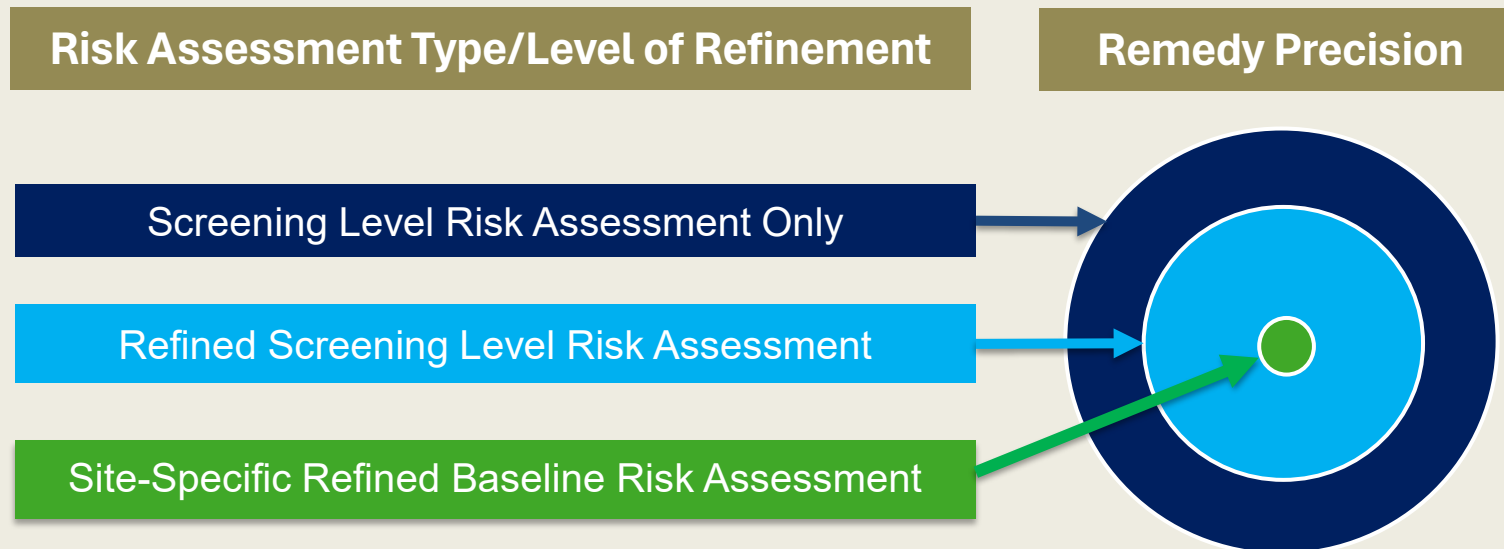 Risk Assessment Type/Level of Refinement
Remedy Precision
Screening Level Risk Assessment Only
Refined Screening Level Risk Assessment
Site-Specific Refined Baseline Risk Assessment